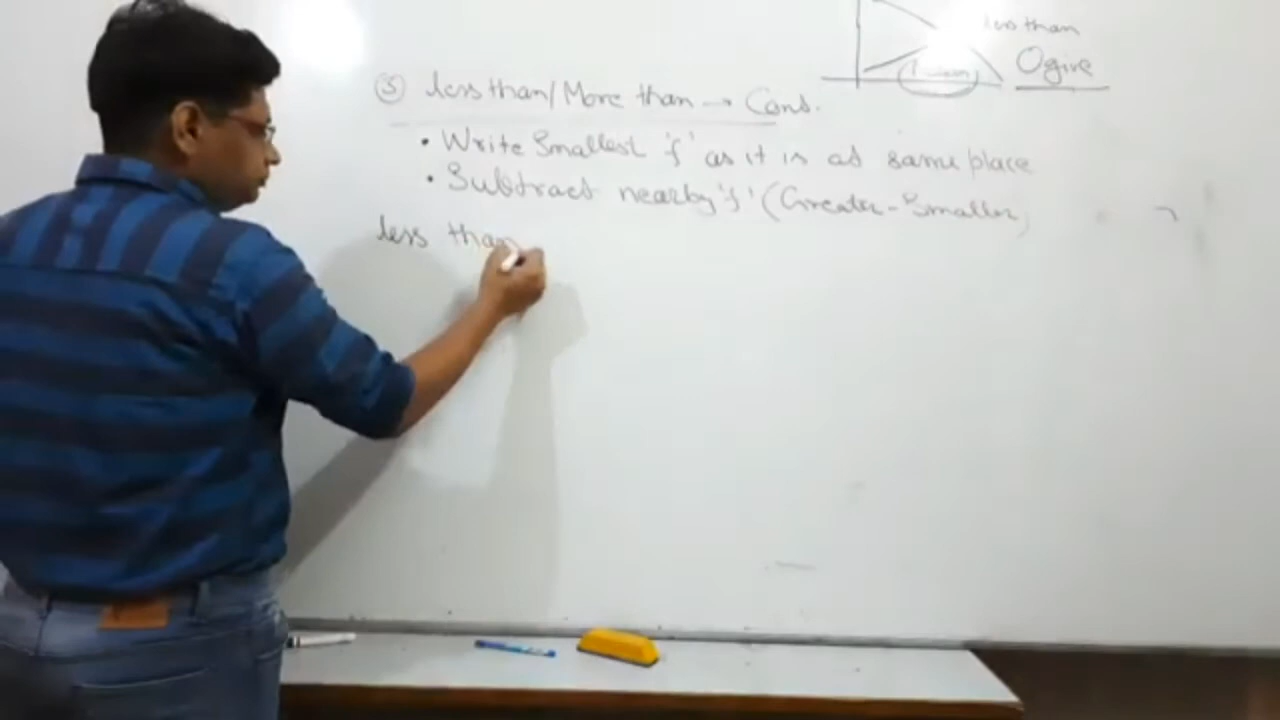 less than
Ogive
⑤ less than/More than → Cons.
• Write Smallest 'f' as it is at same place
• Subtract nearby 'f' (Greater-Smaller)
less than